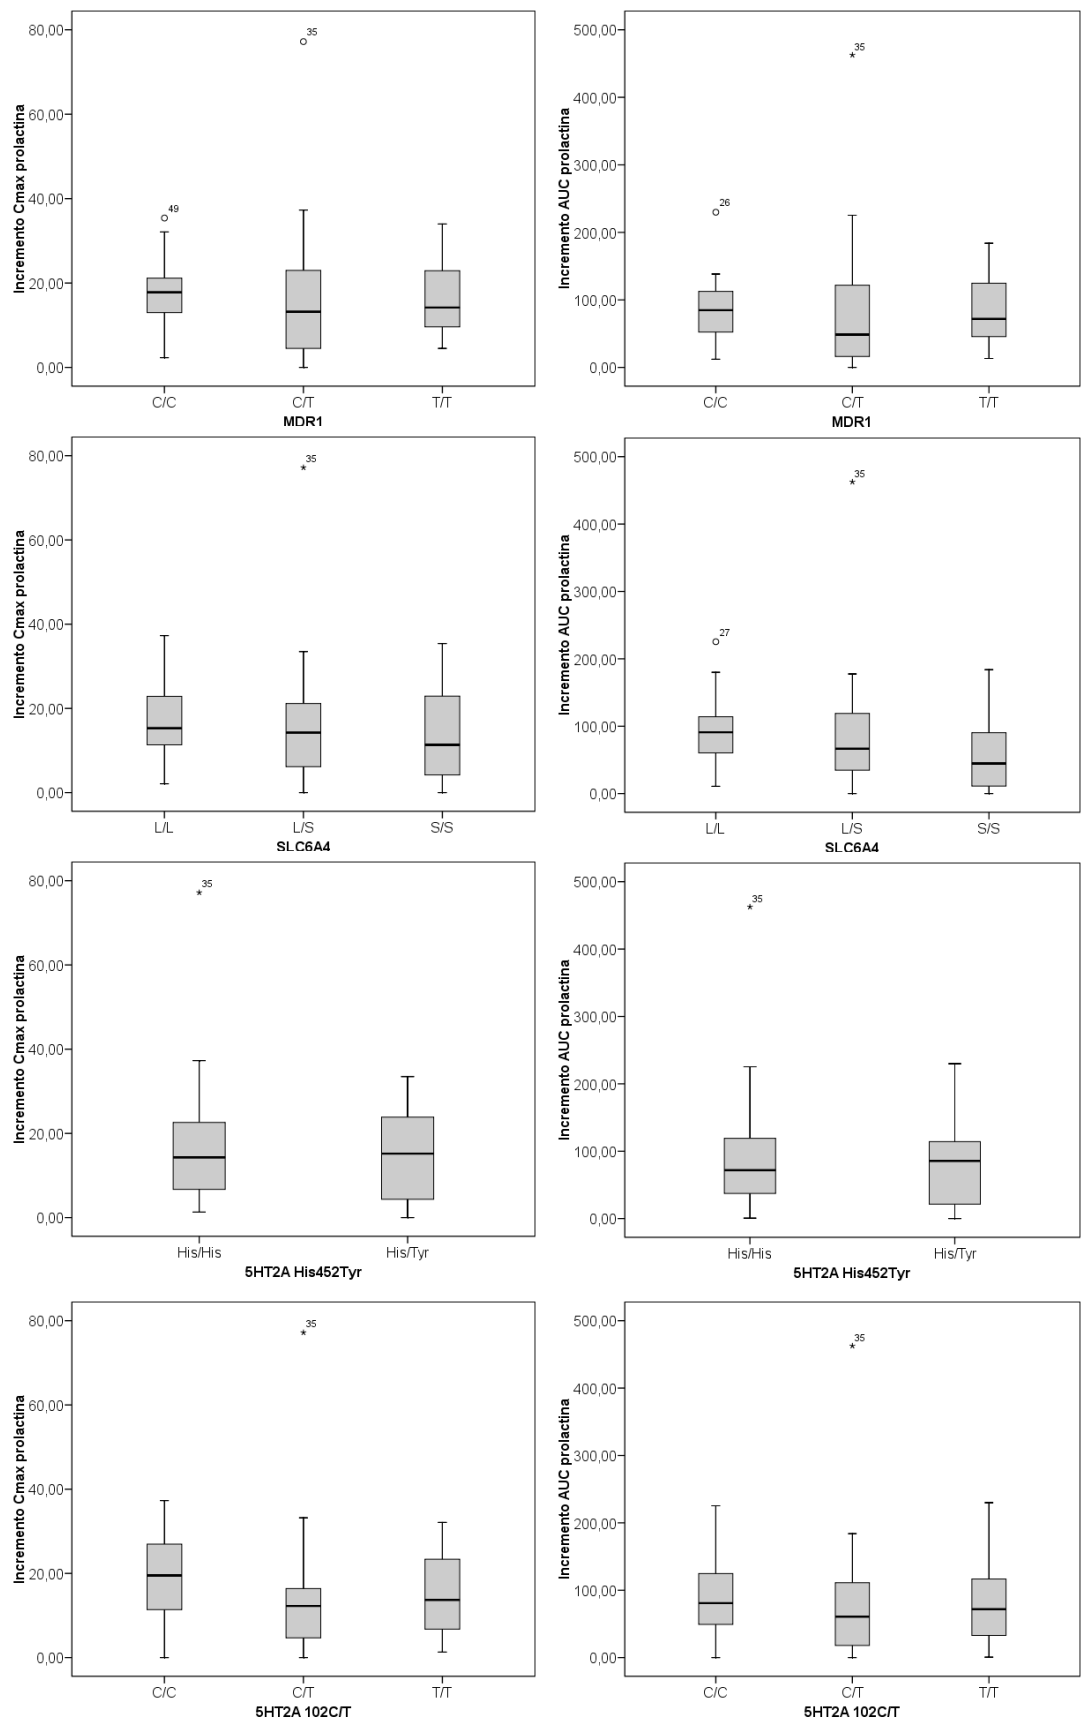 Incremento Cmax prolactina
80,00
60,00
40,00
20,00
0,00
35
49
C/C C/T T/T
MDR1
Incremento AUC prolactina
500,00
400,00
300,00
200,00
100,00
0,00
35
26
C/C C/T T/T
MDR1
Incremento Cmax prolactina
80,00
60,00
40,00
20,00
0,00
35
L/L L/S S/S
SLC6A4
Incremento AUC prolactina
500,00
400,00
300,00
200,00
100,00
0,00
35
27
L/L L/S S/S
SLC6A4
Incremento Cmax prolactina
80,00
60,00
40,00
20,00
0,00
35
His/His His/Tyr
5HT2A His452Tyr
Incremento AUC prolactina
500,00
400,00
300,00
200,00
100,00
0,00
35
His/His His/Tyr
5HT2A His452Tyr
Incremento Cmax prolactina
80,00
60,00
40,00
20,00
0,00
35
C/C C/T T/T
5HT2A 102C/T
Incremento AUC prolactina
500,00
400,00
300,00
200,00
100,00
0,00
35
C/C C/T T/T
5HT2A 102C/T